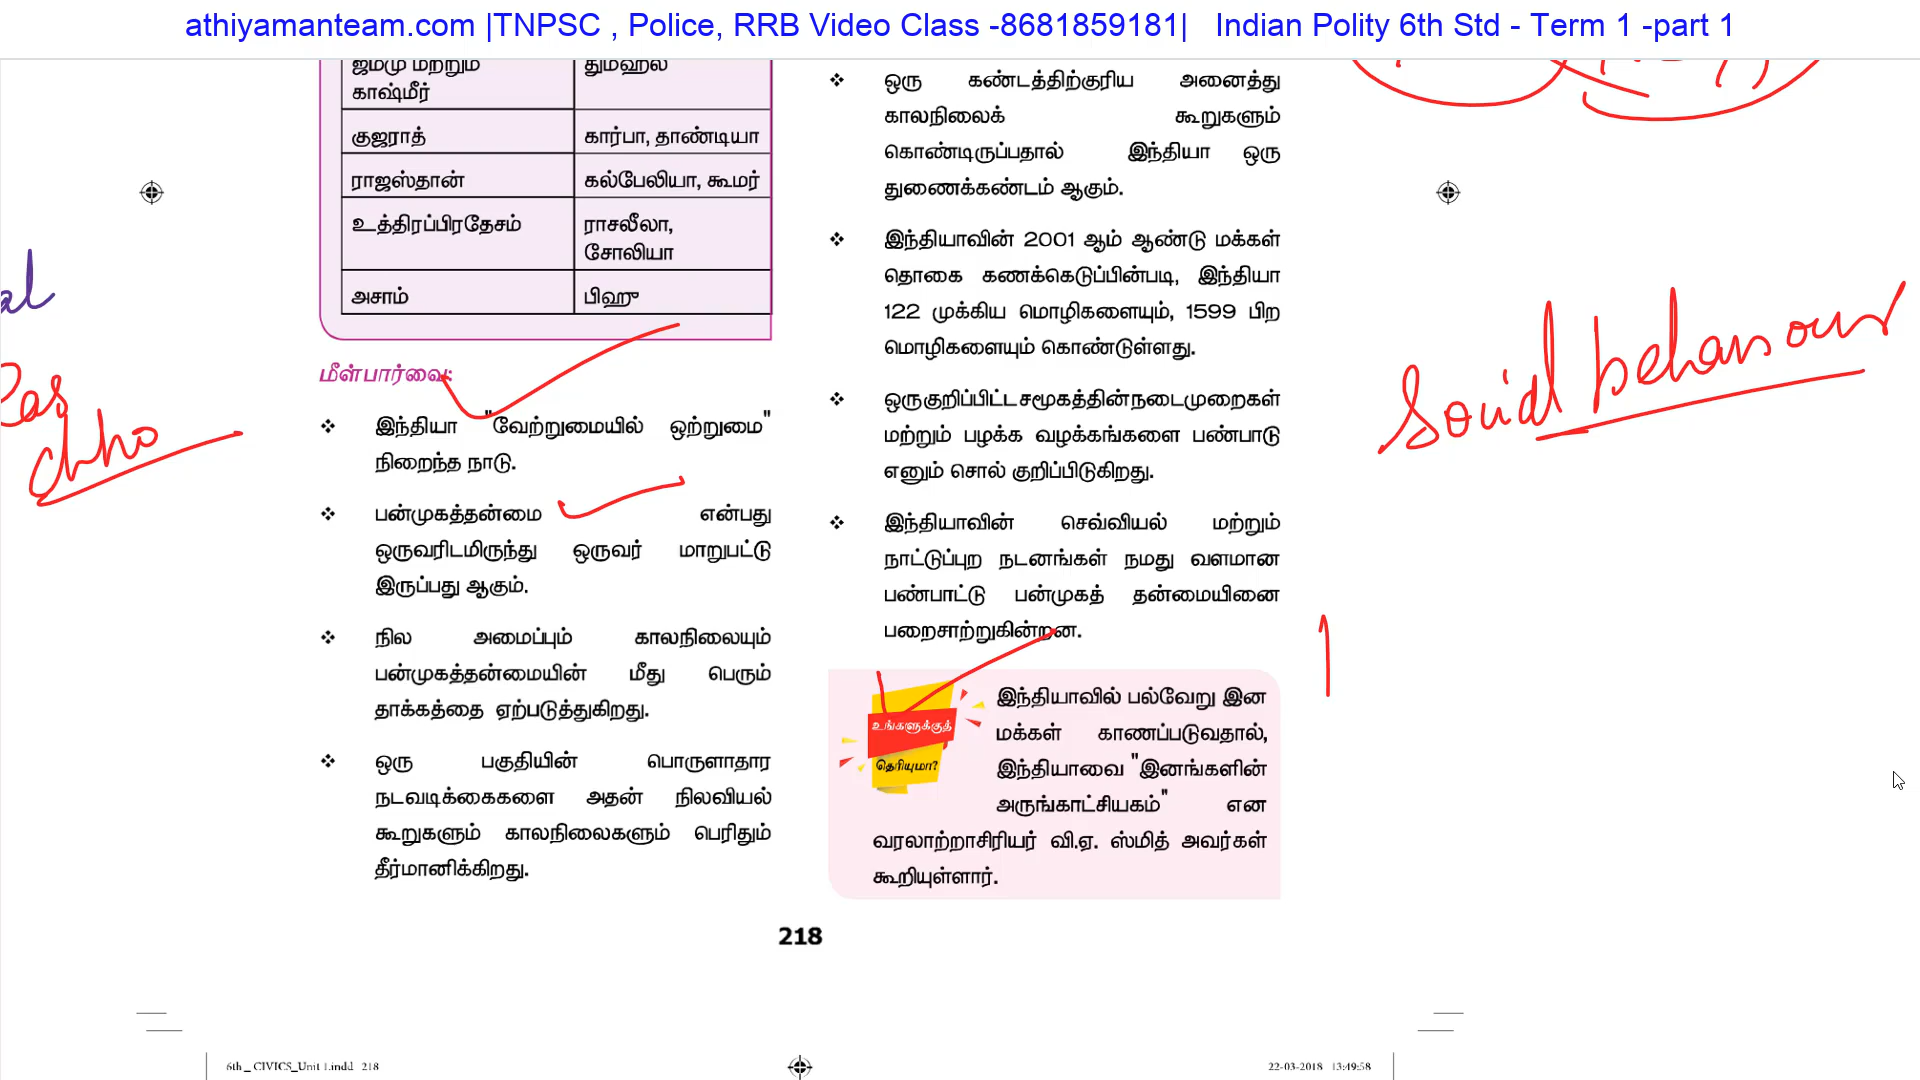 athiyamanteam.com |TNPSC , Police, RRB Video Class -8681859181|   Indian Polity 6th Std - Term 1 -part 1
ஜம்மு மற்றும்
காஷ்மீர்
தும்ஹல்
குஜராத்
கார்பா, தாண்டியா
ராஜஸ்தான்
கல்பேலியா, கூமர்
உத்திரப்பிரதேசம்
ராசலீலா,
சோலியா
அசாம்
பிஹு
மீள்பார்வை:
❖ இந்தியா "வேற்றுமையில் ஒற்றுமை"
நிறைந்த நாடு.
❖ பன்முகத்தன்மை என்பது
ஒருவரிடமிருந்து ஒருவர் மாறுபட்டு
இருப்பது ஆகும்.
❖ நில அமைப்பும் காலநிலையும்
பன்முகத்தன்மையின் மீது பெரும்
தாக்கத்தை ஏற்படுத்துகிறது.
❖ ஒரு பகுதியின் பொருளாதார
நடவடிக்கைகளை அதன் நிலவியல்
கூறுகளும் காலநிலைகளும் பெரிதும்
தீர்மானிக்கிறது.
❖ ஒரு கண்டத்திற்குரிய அனைத்து
காலநிலைக் கூறுகளும்
கொண்டிருப்பதால் இந்தியா ஒரு
துணைக்கண்டம் ஆகும்.
❖ இந்தியாவின் 2001 ஆம் ஆண்டு மக்கள்
தொகை கணக்கெடுப்பின்படி, இந்தியா
122 முக்கிய மொழிகளையும், 1599 பிற
மொழிகளையும் கொண்டுள்ளது.
❖ ஒருகுறிப்பிட்டசமூகத்தின்நடைமுறைகள்
மற்றும் பழக்க வழக்கங்களை பண்பாடு
எனும் சொல் குறிப்பிடுகிறது.
❖ இந்தியாவின் செவ்வியல் மற்றும்
நாட்டுப்புற நடனங்கள் நமது வளமான
பண்பாட்டு பன்முகத் தன்மையினை
பறைசாற்றுகின்றன.
உங்களுக்குத்
தெரியுமா?
இந்தியாவில் பல்வேறு இன
மக்கள் காணப்படுவதால்,
இந்தியாவை "இனங்களின்
அருங்காட்சியகம்" என
வரலாற்றாசிரியர் வி.ஏ. ஸ்மித் அவர்கள்
கூறியுள்ளார்.
Social behaviour
218
6th _ CIVICS_Unit 1.indd 218
22-03-2018 13:49:58